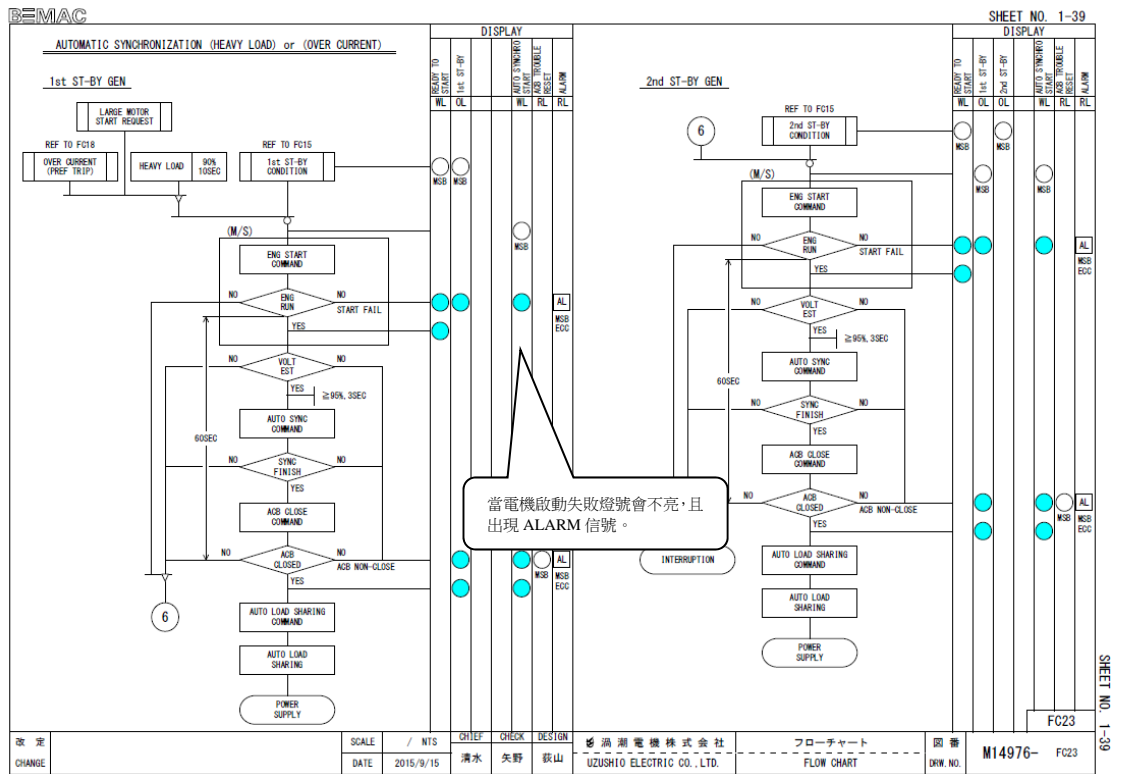 BEMAC
SHEET NO. 1-39
AUTOMATIC SYNCHRONIZATION (HEAVY LOAD) or (OVER CURRENT)
DISPLAY
READY TO START
1st ST-BY
AUTO SYNCHRO START
ACB TROUBLE RESET
ALARM
WL OL WL RL RL
1st ST-BY GEN
LARGE MOTOR
START REQUEST
REF TO FC18
REF TO FC15
OVER CURRENT
(PREF TRIP)
HEAVY LOAD
90%
10SEC
1st ST-BY
CONDITION
MSB MSB
(M/S)
MSB
ENG START
COMMAND
NO
ENG
RUN
NO
START FAIL
AL
MSB
ECC
YES
NO
VOLT
EST
NO
YES
≧95%,3SEC
AUTO SYNC
COMMAND
60SEC
NO
SYNC
FINISH
NO
YES
ACB CLOSE
COMMAND
NO
ACB
CLOSED
NO
ACB NON-CLOSE
MSB
AL
MSB
ECC
YES
6
AUTO LOAD SHARING
COMMAND
AUTO LOAD
SHARING
POWER
SUPPLY
當電機啟動失敗燈號會不亮,且
出現 ALARM 信號。
DISPLAY
READY TO START
1st ST-BY
2nd ST-BY
AUTO SYNCHRO START
ACB TROUBLE RESET
ALARM
WL OL OL WL RL RL
2nd ST-BY GEN
REF TO FC15
6
2nd ST-BY
CONDITION
MSB MSB
(M/S)
MSB MSB
ENG START
COMMAND
NO
ENG
RUN
NO
START FAIL
AL
MSB
ECC
YES
NO
VOLT
EST
NO
YES
≧95%,3SEC
AUTO SYNC
COMMAND
60SEC
NO
SYNC
FINISH
NO
YES
ACB CLOSE
COMMAND
NO
ACB
CLOSED
NO
ACB NON-CLOSE
MSB
AL
MSB
ECC
YES
INTERRUPTION
AUTO LOAD SHARING
COMMAND
AUTO LOAD
SHARING
POWER
SUPPLY
SHEET NO. 1-39
FC23
改 定
CHANGE
SCALE / NTS
DATE 2015/9/15
CHIEF CHECK DESIGN
清水 矢野 荻山
渦潮電機株式会社
UZUSHIO ELECTRIC CO.,LTD.
フローチャート
FLOW CHART
図 番
DRW. NO.
M14976- FC23